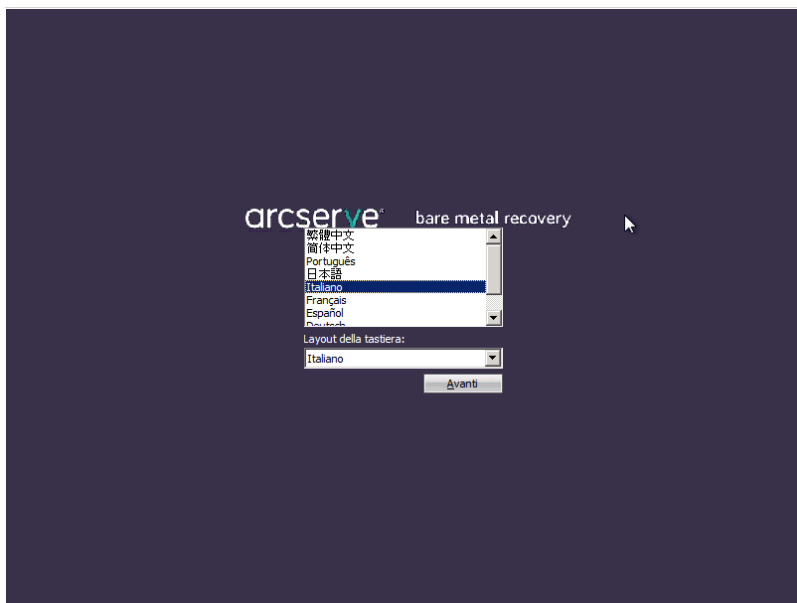 arcserve® bare metal recovery
繁體中文
简体中文
Português
日本語
Italiano
Français
Español
Deutsch
Layout della tastiera:
Italiano
Avanti